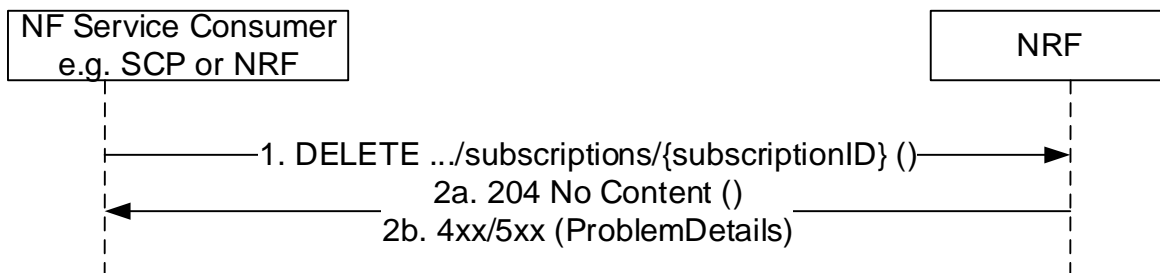 NF Service Consumer
e.g. SCP or NRF
NRF
1. DELETE .../subscriptions/{subscriptionID} ()
2a. 204 No Content ()
2b. 4xx/5xx (ProblemDetails)